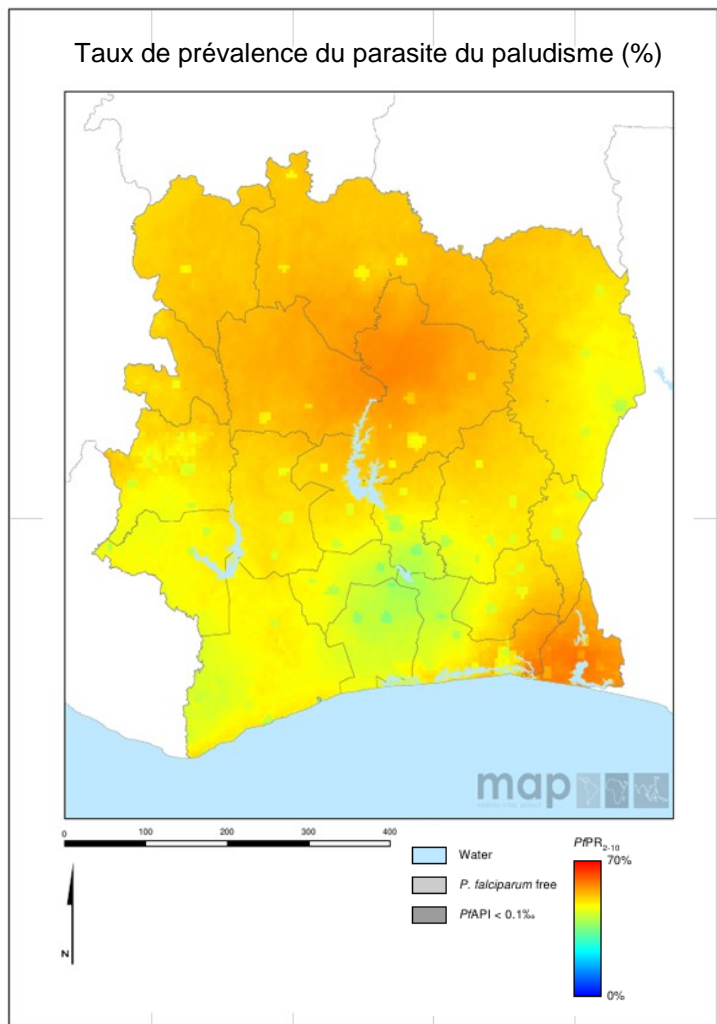 Taux de prévalence du parasite du paludisme (%)
map
0 100 200 300 400
Water
P. falciparum free
PfAPI < 0.1‰
PfPR2-10
70%
0%
N